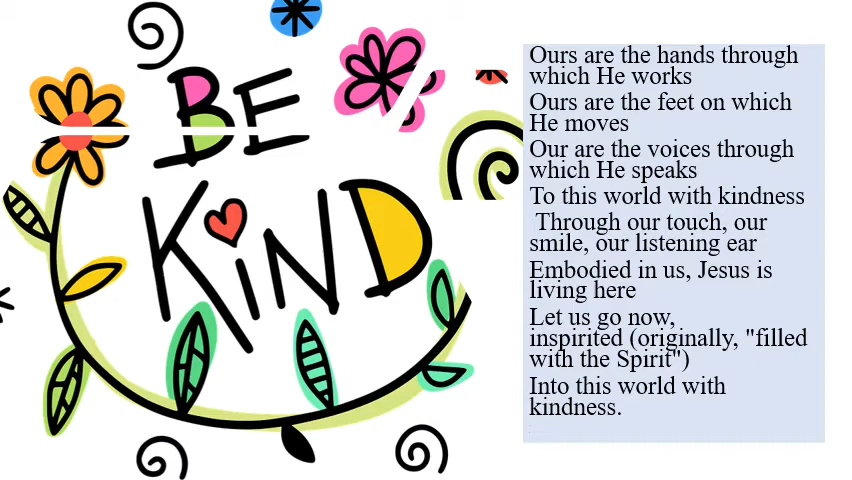 BE
KIND
Ours are the hands through
which He works
Ours are the feet on which
He moves
Our are the voices through
which He speaks
To this world with kindness
Through our touch, our
smile, our listening ear
Embodied in us, Jesus is
living here
Let us go now,
inspirited (originally, "filled
with the Spirit")
Into this world with
kindness.